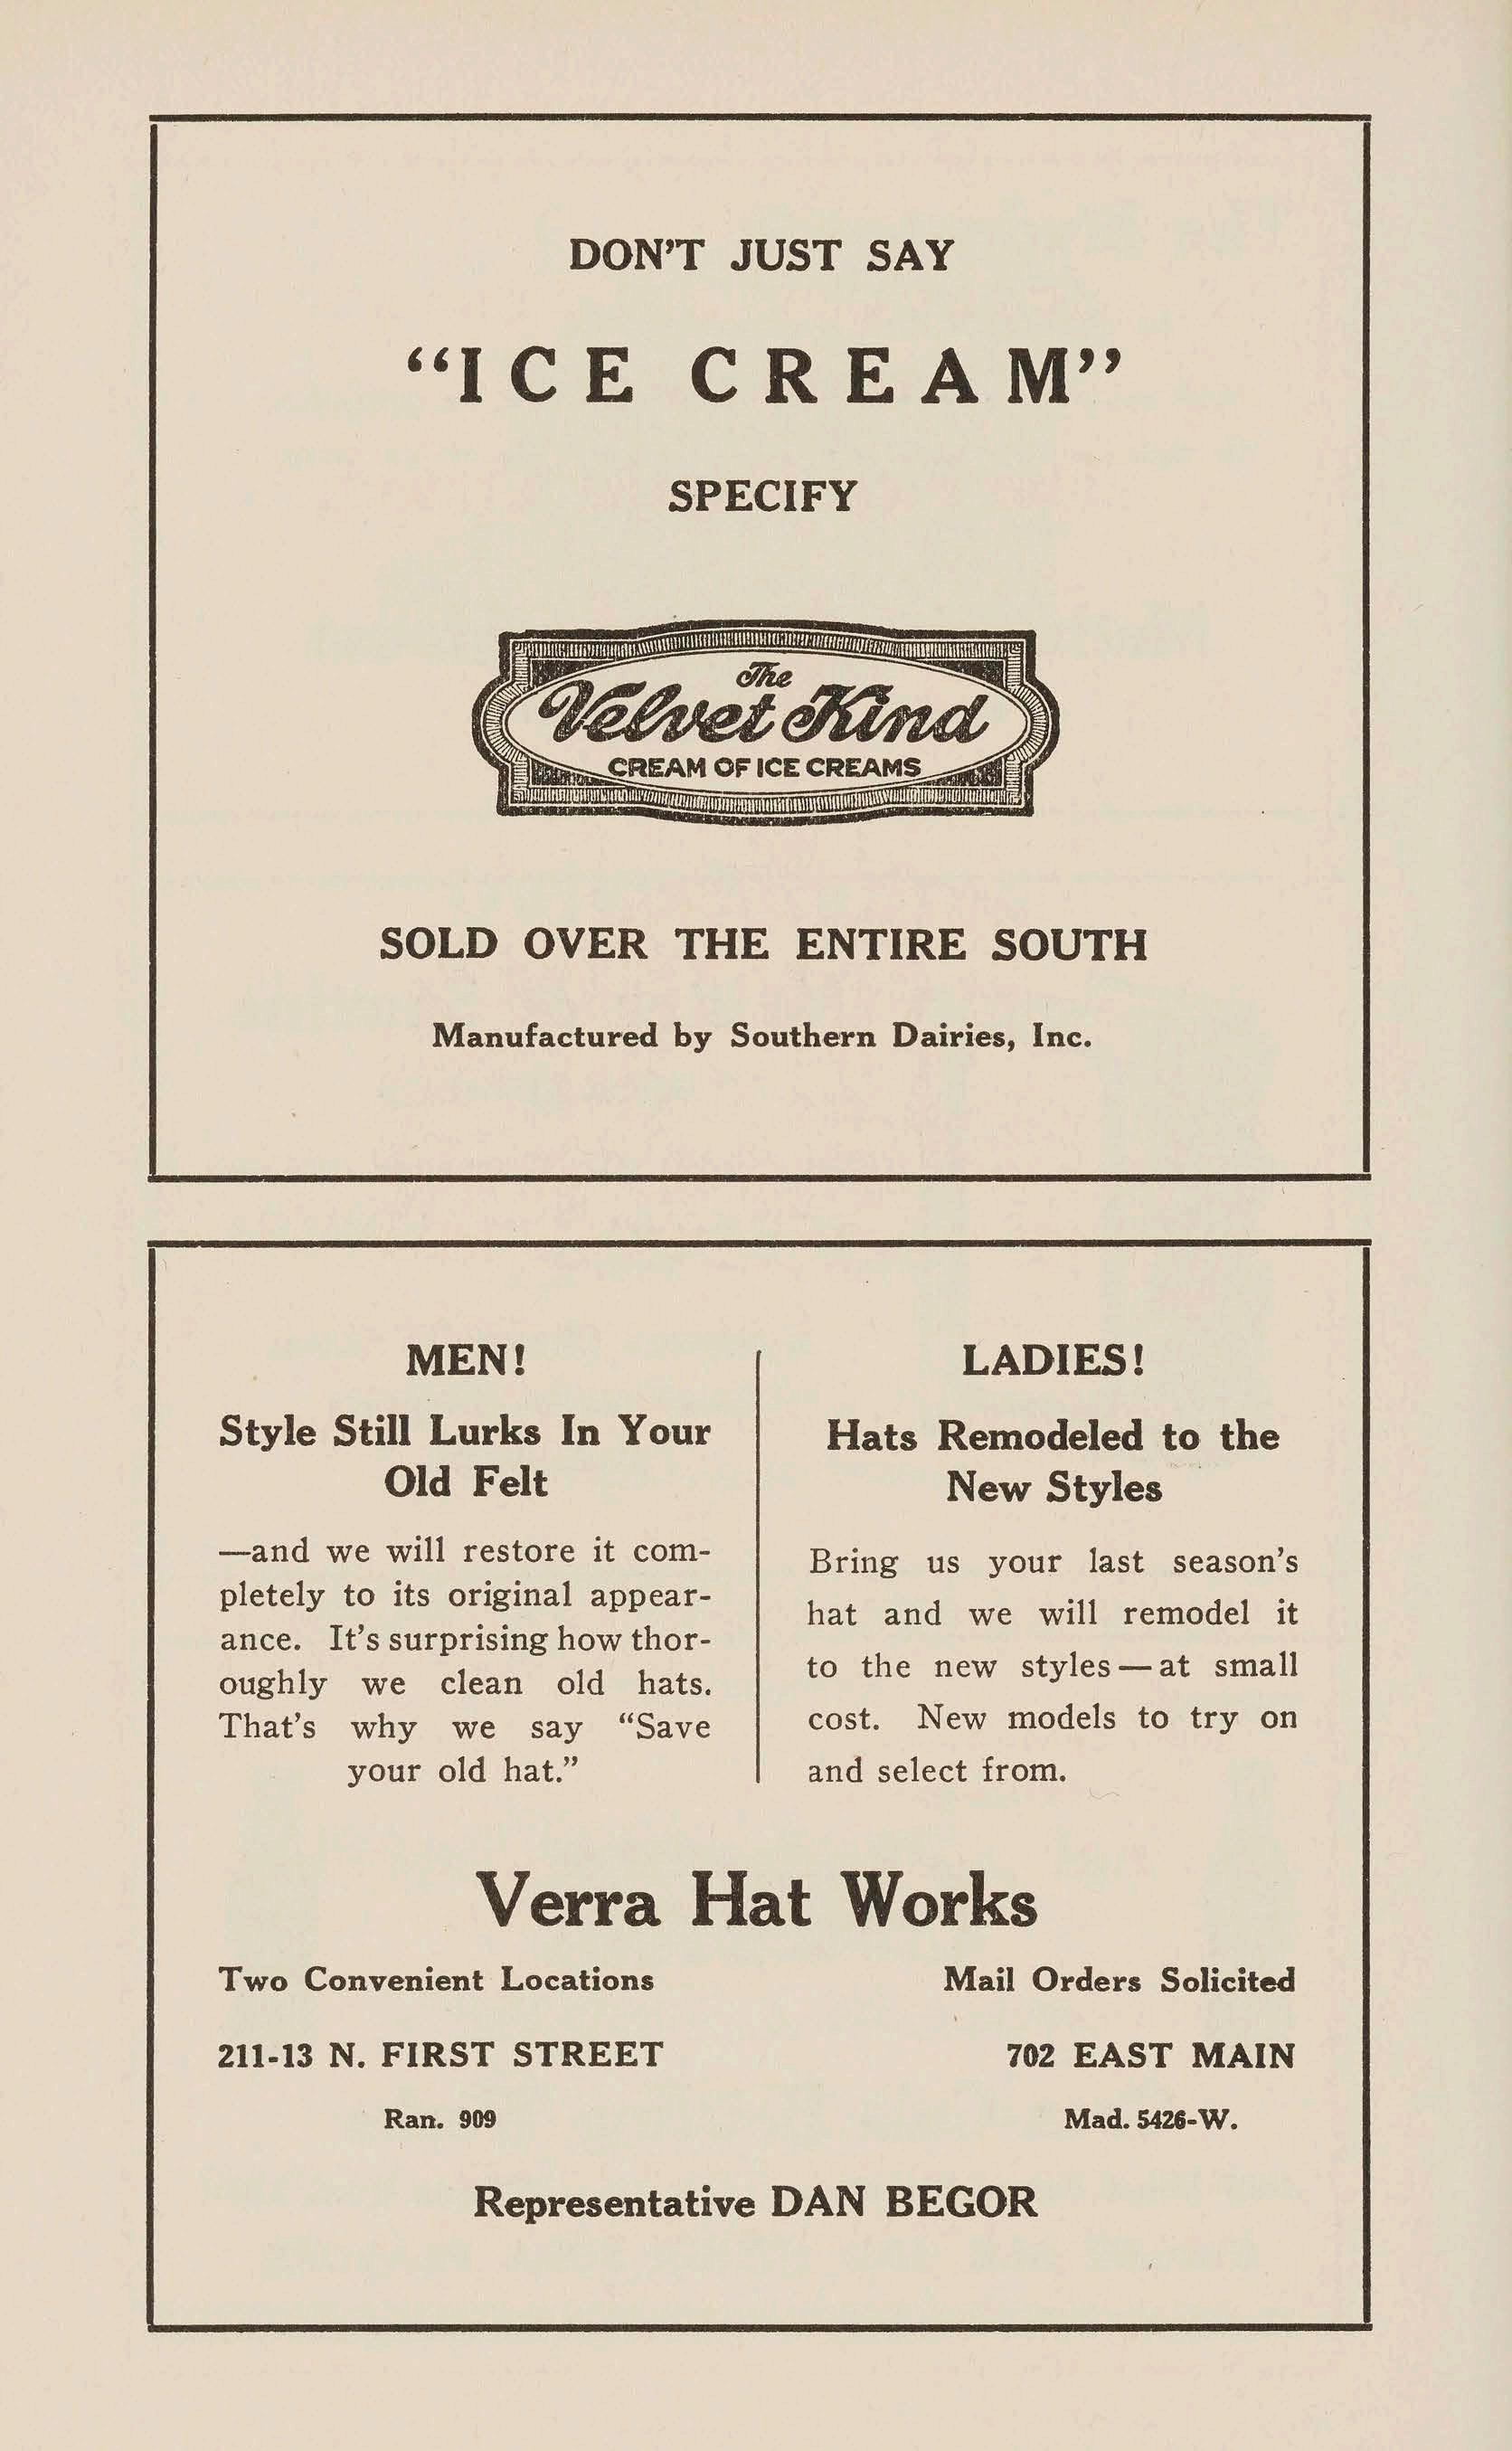 DON’T JUST SAY
“ICE CREAM”
SPECIFY
The
Velvet Kind
CREAM OF ICE CREAMS
SOLD OVER THE ENTIRE SOUTH
Manufactured by Southern Dairies, Inc.
MEN!
Style Still Lurks In Your
Old Felt
—and we will restore it com-
pletely to its original appear-
ance. It’s surprising how thor-
oughly we clean old hats.
That’s why we say “Save
your old hat.”
LADIES!
Hats Remodeled to the
New Styles
Bring us your last season’s
hat and we will remodel it
to the new styles—at small
cost. New models to try on
and select from.
Verra Hat Works
Two Convenient Locations
Mail Orders Solicited
211-13 N. FIRST STREET
702 EAST MAIN
Ran. 909
Mad. 5426-W.
Representative DAN BEGOR